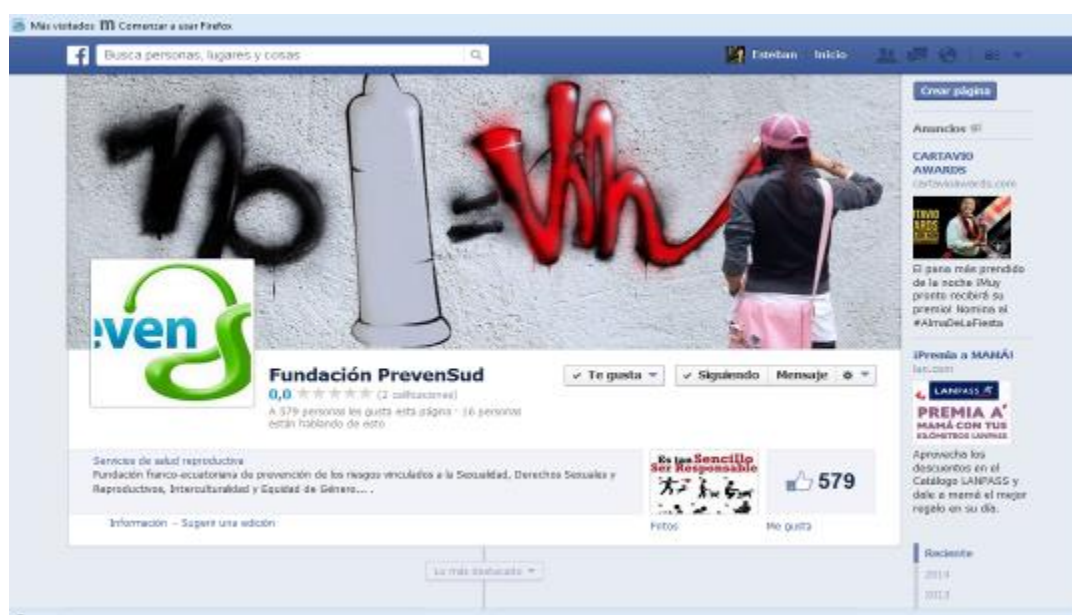 Más visitados Comenzar a usar Firefox
Busca personas, lugares y cosas
Esteban Inicio
no = vih
even
Fundación PrevenSud
0,0 (2 calificaciones)
A 579 personas les gusta esta página · 16 personas
están hablando de esto
Te gusta
Siguiendo Mensaje
Servicios de salud reproductiva
Fundación franco-ecuatoriana de prevención de los riesgos vinculados a la Sexualidad, Derechos Sexuales y
Reproductivos, Interculturalidad y Equidad de Género... .
Información – Sugerir una edición
Es tan Sencillo
Ser Responsable
Fotos
579
Me gusta
Lo más destacado
Crear página
Anuncios
CARTAVIO
AWARDS
cartavioawards.com
El pana más prendido
de la noche ¡Muy
pronto recibirá su
premio! Nomina al
#AlmaDeLaFiesta
¡Premia a MAMÁ!
lan.com
LANPASS
PREMIA A
MAMÁ CON TUS
KILÓMETROS LANPASS
Aprovecha los
descuentos en el
Catálogo LANPASS y
dale a mamá el mejor
regalo en su día.
Reciente
2014
2013